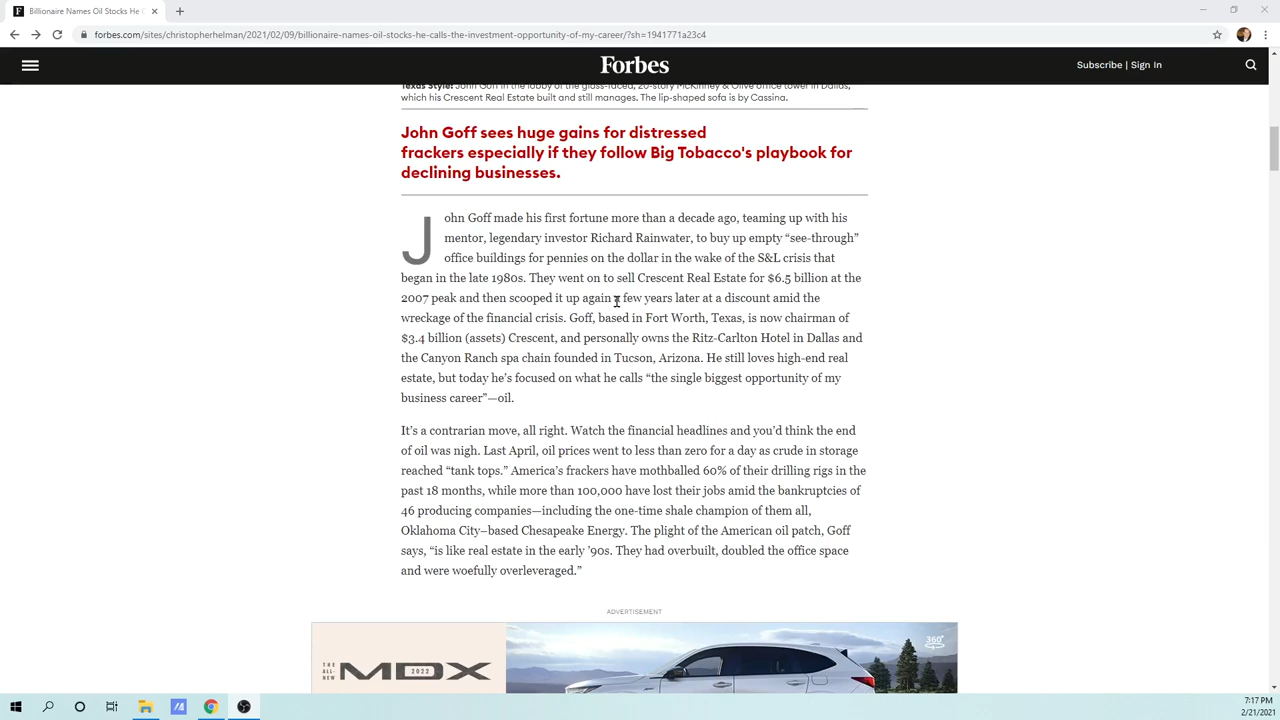 Billionaire Names Oil Stocks He C
forbes.com/sites/christopherhelman/2021/02/09/billionaire-names-oil-stocks-he-calls-the-investment-opportunity-of-my-career/?sh=1941771a23c4
Forbes
Subscribe | Sign In
Texas Style: John Goff in the lobby of the glass-faced, 20-story McKinney & Olive office tower in Dallas,
which his Crescent Real Estate built and still manages. The lip-shaped sofa is by Cassina.
John Goff sees huge gains for distressed
frackers especially if they follow Big Tobacco's playbook for
declining businesses.
John Goff made his first fortune more than a decade ago, teaming up with his
mentor, legendary investor Richard Rainwater, to buy up empty “see-through”
office buildings for pennies on the dollar in the wake of the S&L crisis that
began in the late 1980s. They went on to sell Crescent Real Estate for $6.5 billion at the
2007 peak and then scooped it up again a few years later at a discount amid the
wreckage of the financial crisis. Goff, based in Fort Worth, Texas, is now chairman of
$3.4 billion (assets) Crescent, and personally owns the Ritz-Carlton Hotel in Dallas and
the Canyon Ranch spa chain founded in Tucson, Arizona. He still loves high-end real
estate, but today he’s focused on what he calls “the single biggest opportunity of my
business career”—oil.
It’s a contrarian move, all right. Watch the financial headlines and you’d think the end
of oil was nigh. Last April, oil prices went to less than zero for a day as crude in storage
reached “tank tops.” America’s frackers have mothballed 60% of their drilling rigs in the
past 18 months, while more than 100,000 have lost their jobs amid the bankruptcies of
46 producing companies—including the one-time shale champion of them all,
Oklahoma City–based Chesapeake Energy. The plight of the American oil patch, Goff
says, “is like real estate in the early ’90s. They had overbuilt, doubled the office space
and were woefully overleveraged.”
ADVERTISEMENT
THE ALL-NEW MDX 2022
360°
7:17 PM
2/21/2021